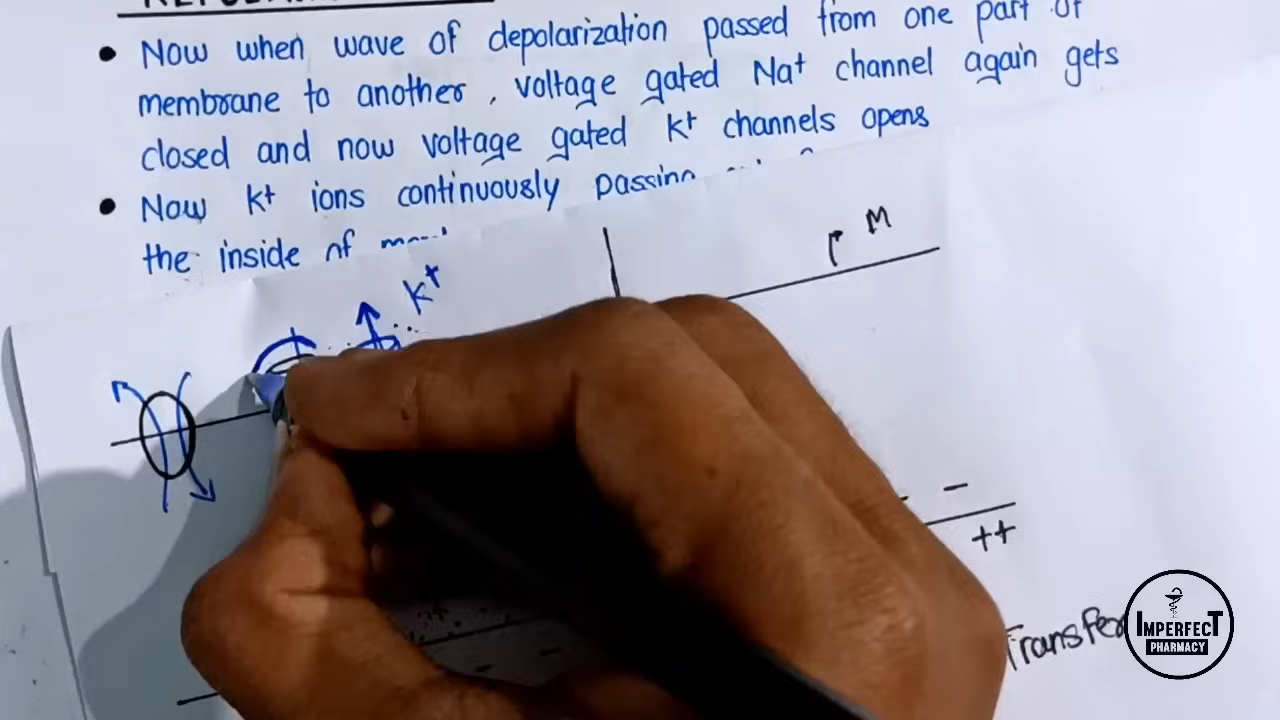 Now when wave of depolarization passed from one part of
membrane to another, voltage gated Na+ channel again gets
closed and now voltage gated K+ channels opens
Now K+ ions continuously passing
the inside of
M
K+
- -
++
Transfer
IMPERFECT
PHARMACY